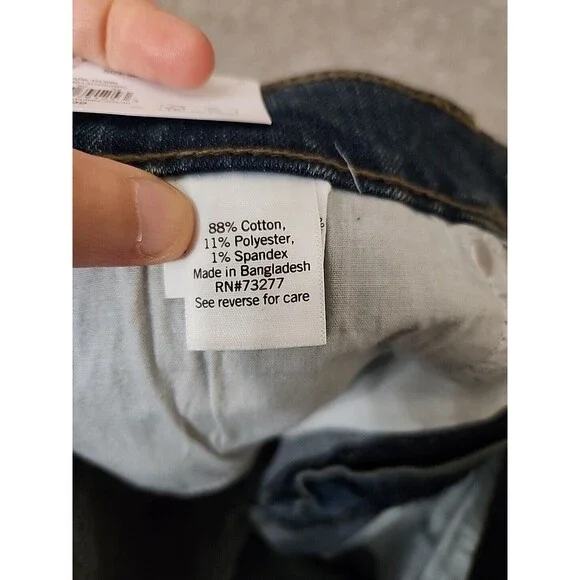 88% Cotton,
11% Polyester,
1% Spandex
Made in Bangladesh
RN#73277
See reverse for care